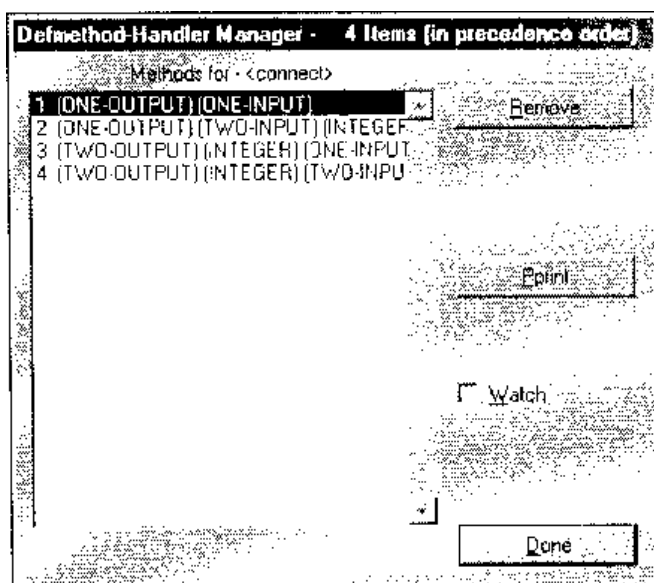 Defmethod-Handler Manager - 4 Items (in precedence order)
Methods for - <connect>
1 (ONE-OUTPUT) (ONE-INPUT)
2 (ONE-OUTPUT) (TWO-INPUT) (INTEGER
3 (TWO-OUTPUT) (INTEGER) (ONE-INPUT
4 (TWO-OUTPUT) (INTEGER) (TWO-INPU
Remove
Pprint
Watch
Done